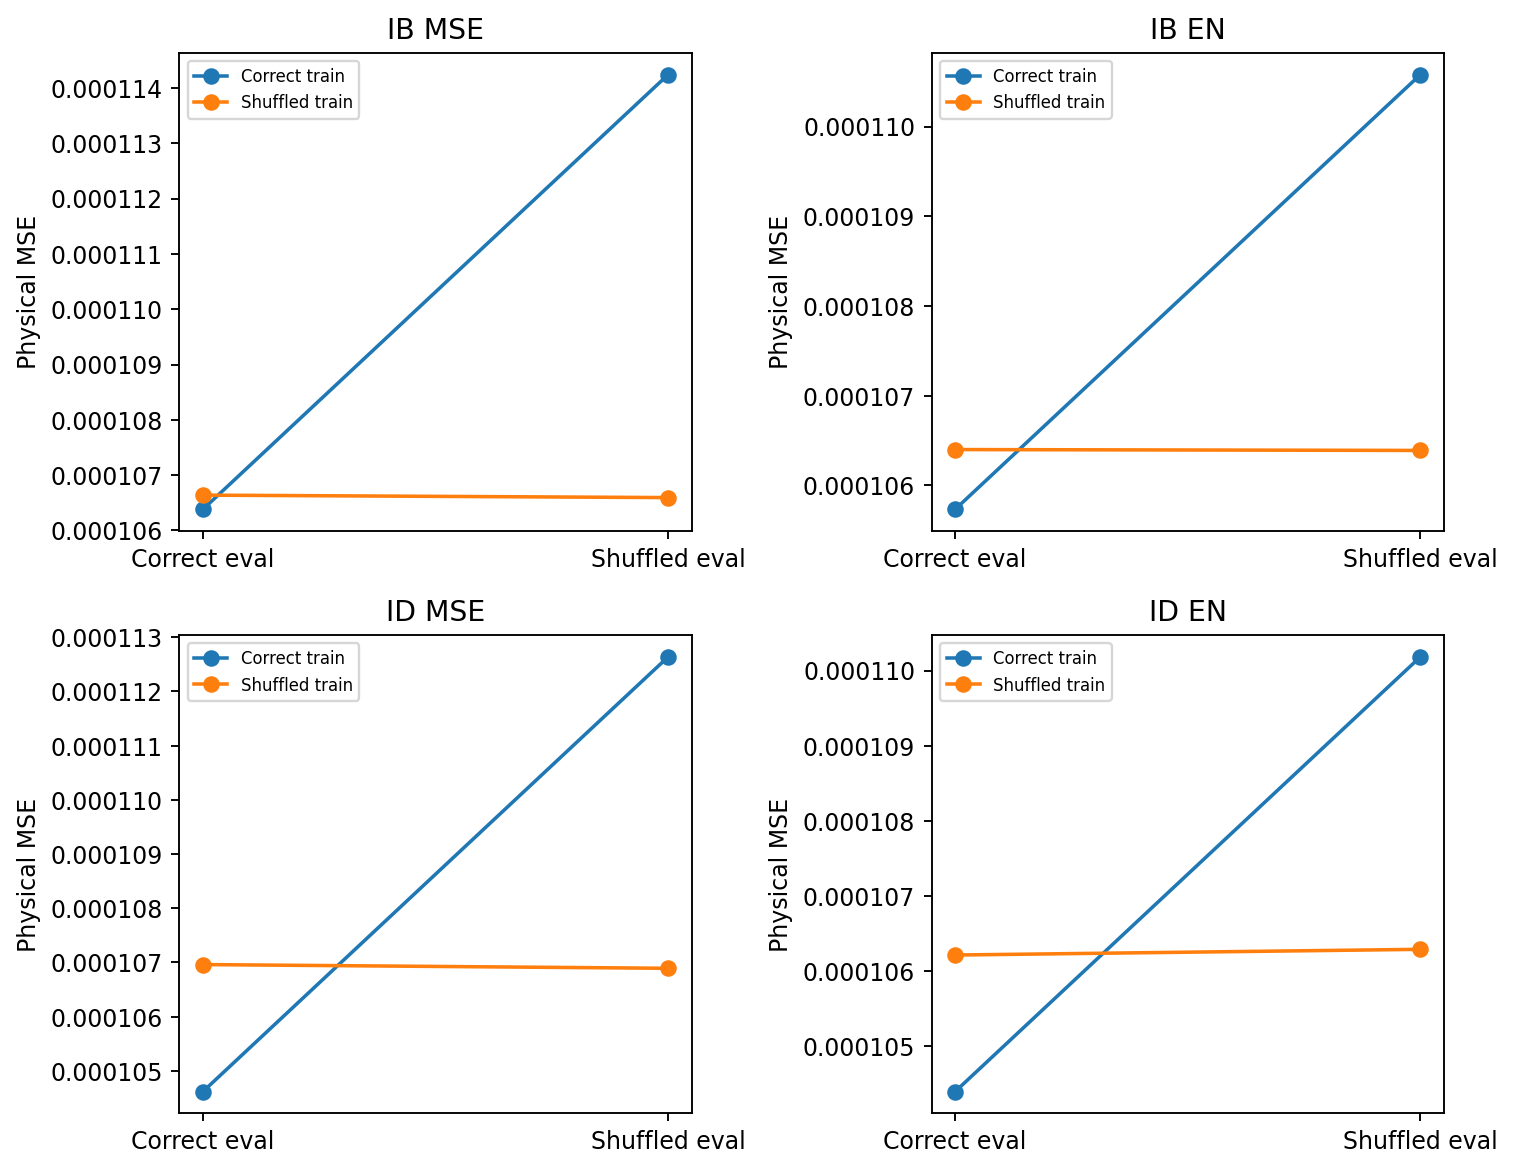 IB MSE
Correct train
Shuffled train
0.000114
0.000113
0.000112
0.000111
0.000110
0.000109
0.000108
0.000107
0.000106
Physical MSE
Correct eval
Shuffled eval
IB EN
Correct train
Shuffled train
0.000110
0.000109
0.000108
0.000107
0.000106
Physical MSE
Correct eval
Shuffled eval
ID MSE
Correct train
Shuffled train
0.000113
0.000112
0.000111
0.000110
0.000109
0.000108
0.000107
0.000106
0.000105
Physical MSE
Correct eval
Shuffled eval
ID EN
Correct train
Shuffled train
0.000110
0.000109
0.000108
0.000107
0.000106
0.000105
Physical MSE
Correct eval
Shuffled eval